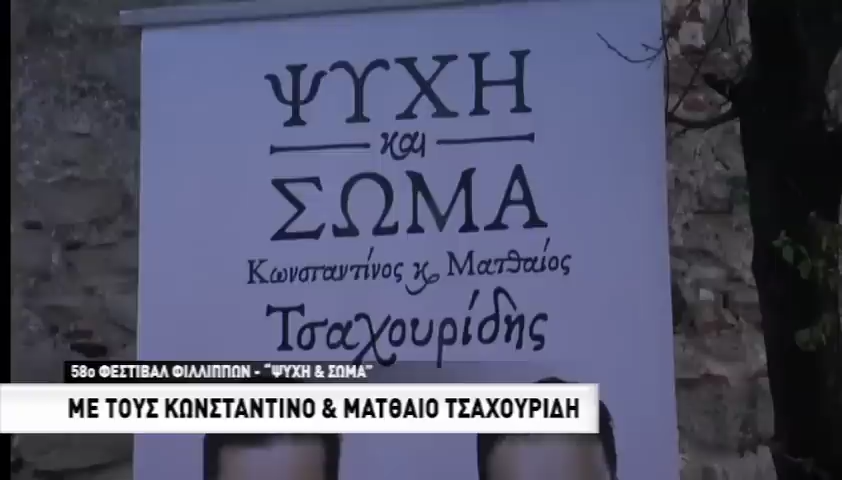 ΨΥΧΗ
και
ΣΩΜΑ
Κωνσταντίνος ϗ Ματθαίος
Τσαχουρίδης
58ο ΦΕΣΤΙΒΑΛ ΦΙΛΙΠΠΩΝ - "ΨΥΧΗ & ΣΩΜΑ"
ΜΕ ΤΟΥΣ ΚΩΝΣΤΑΝΤΙΝΟ & ΜΑΤΘΑΙΟ ΤΣΑΧΟΥΡΙΔΗ